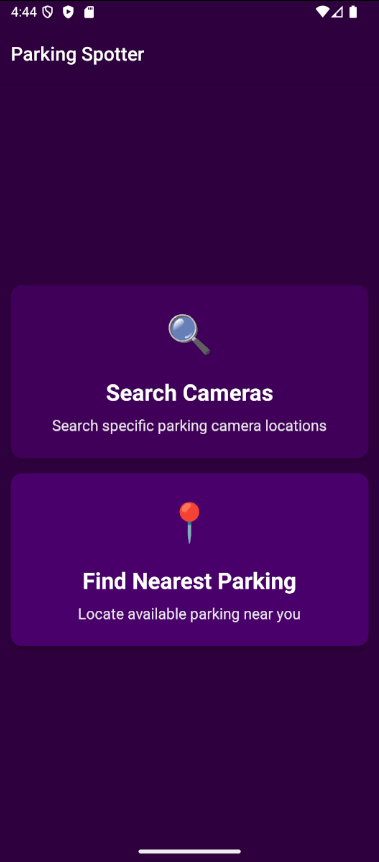 4:44
Parking Spotter
Search Cameras
Search specific parking camera locations
Find Nearest Parking
Locate available parking near you